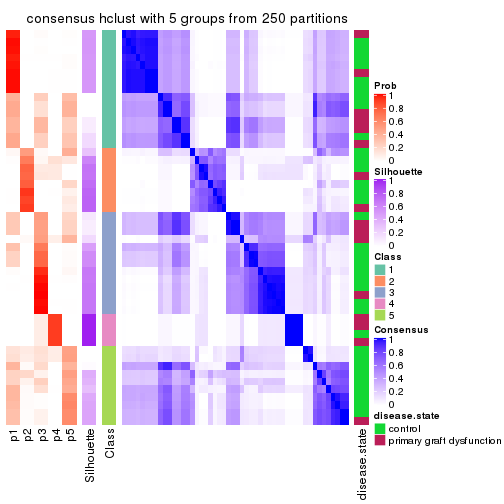 consensus hclust with 5 groups from 250 partitions
Prob
1
0.8
0.6
0.4
0.2
0
Silhouette
1
0.8
0.6
0.4
0.2
0
Class
1
2
3
4
5
Consensus
1
0.8
0.6
0.4
0.2
0
disease.state
control
primary graft dysfunction
p1
p2
p3
p4
p5
Silhouette
Class
disease.state